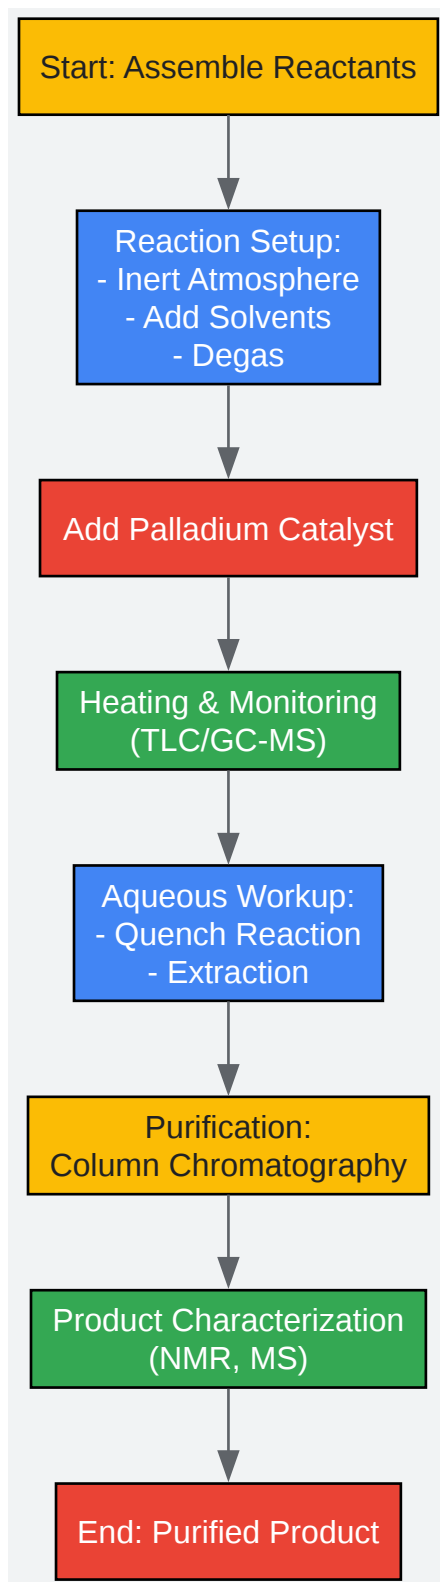 Start: Assemble Reactants
Reaction Setup:
- Inert Atmosphere
- Add Solvents
- Degas
Add Palladium Catalyst
Heating & Monitoring
(TLC/GC-MS)
Aqueous Workup:
- Quench Reaction
- Extraction
Purification:
Column Chromatography
Product Characterization
(NMR, MS)
End: Purified Product